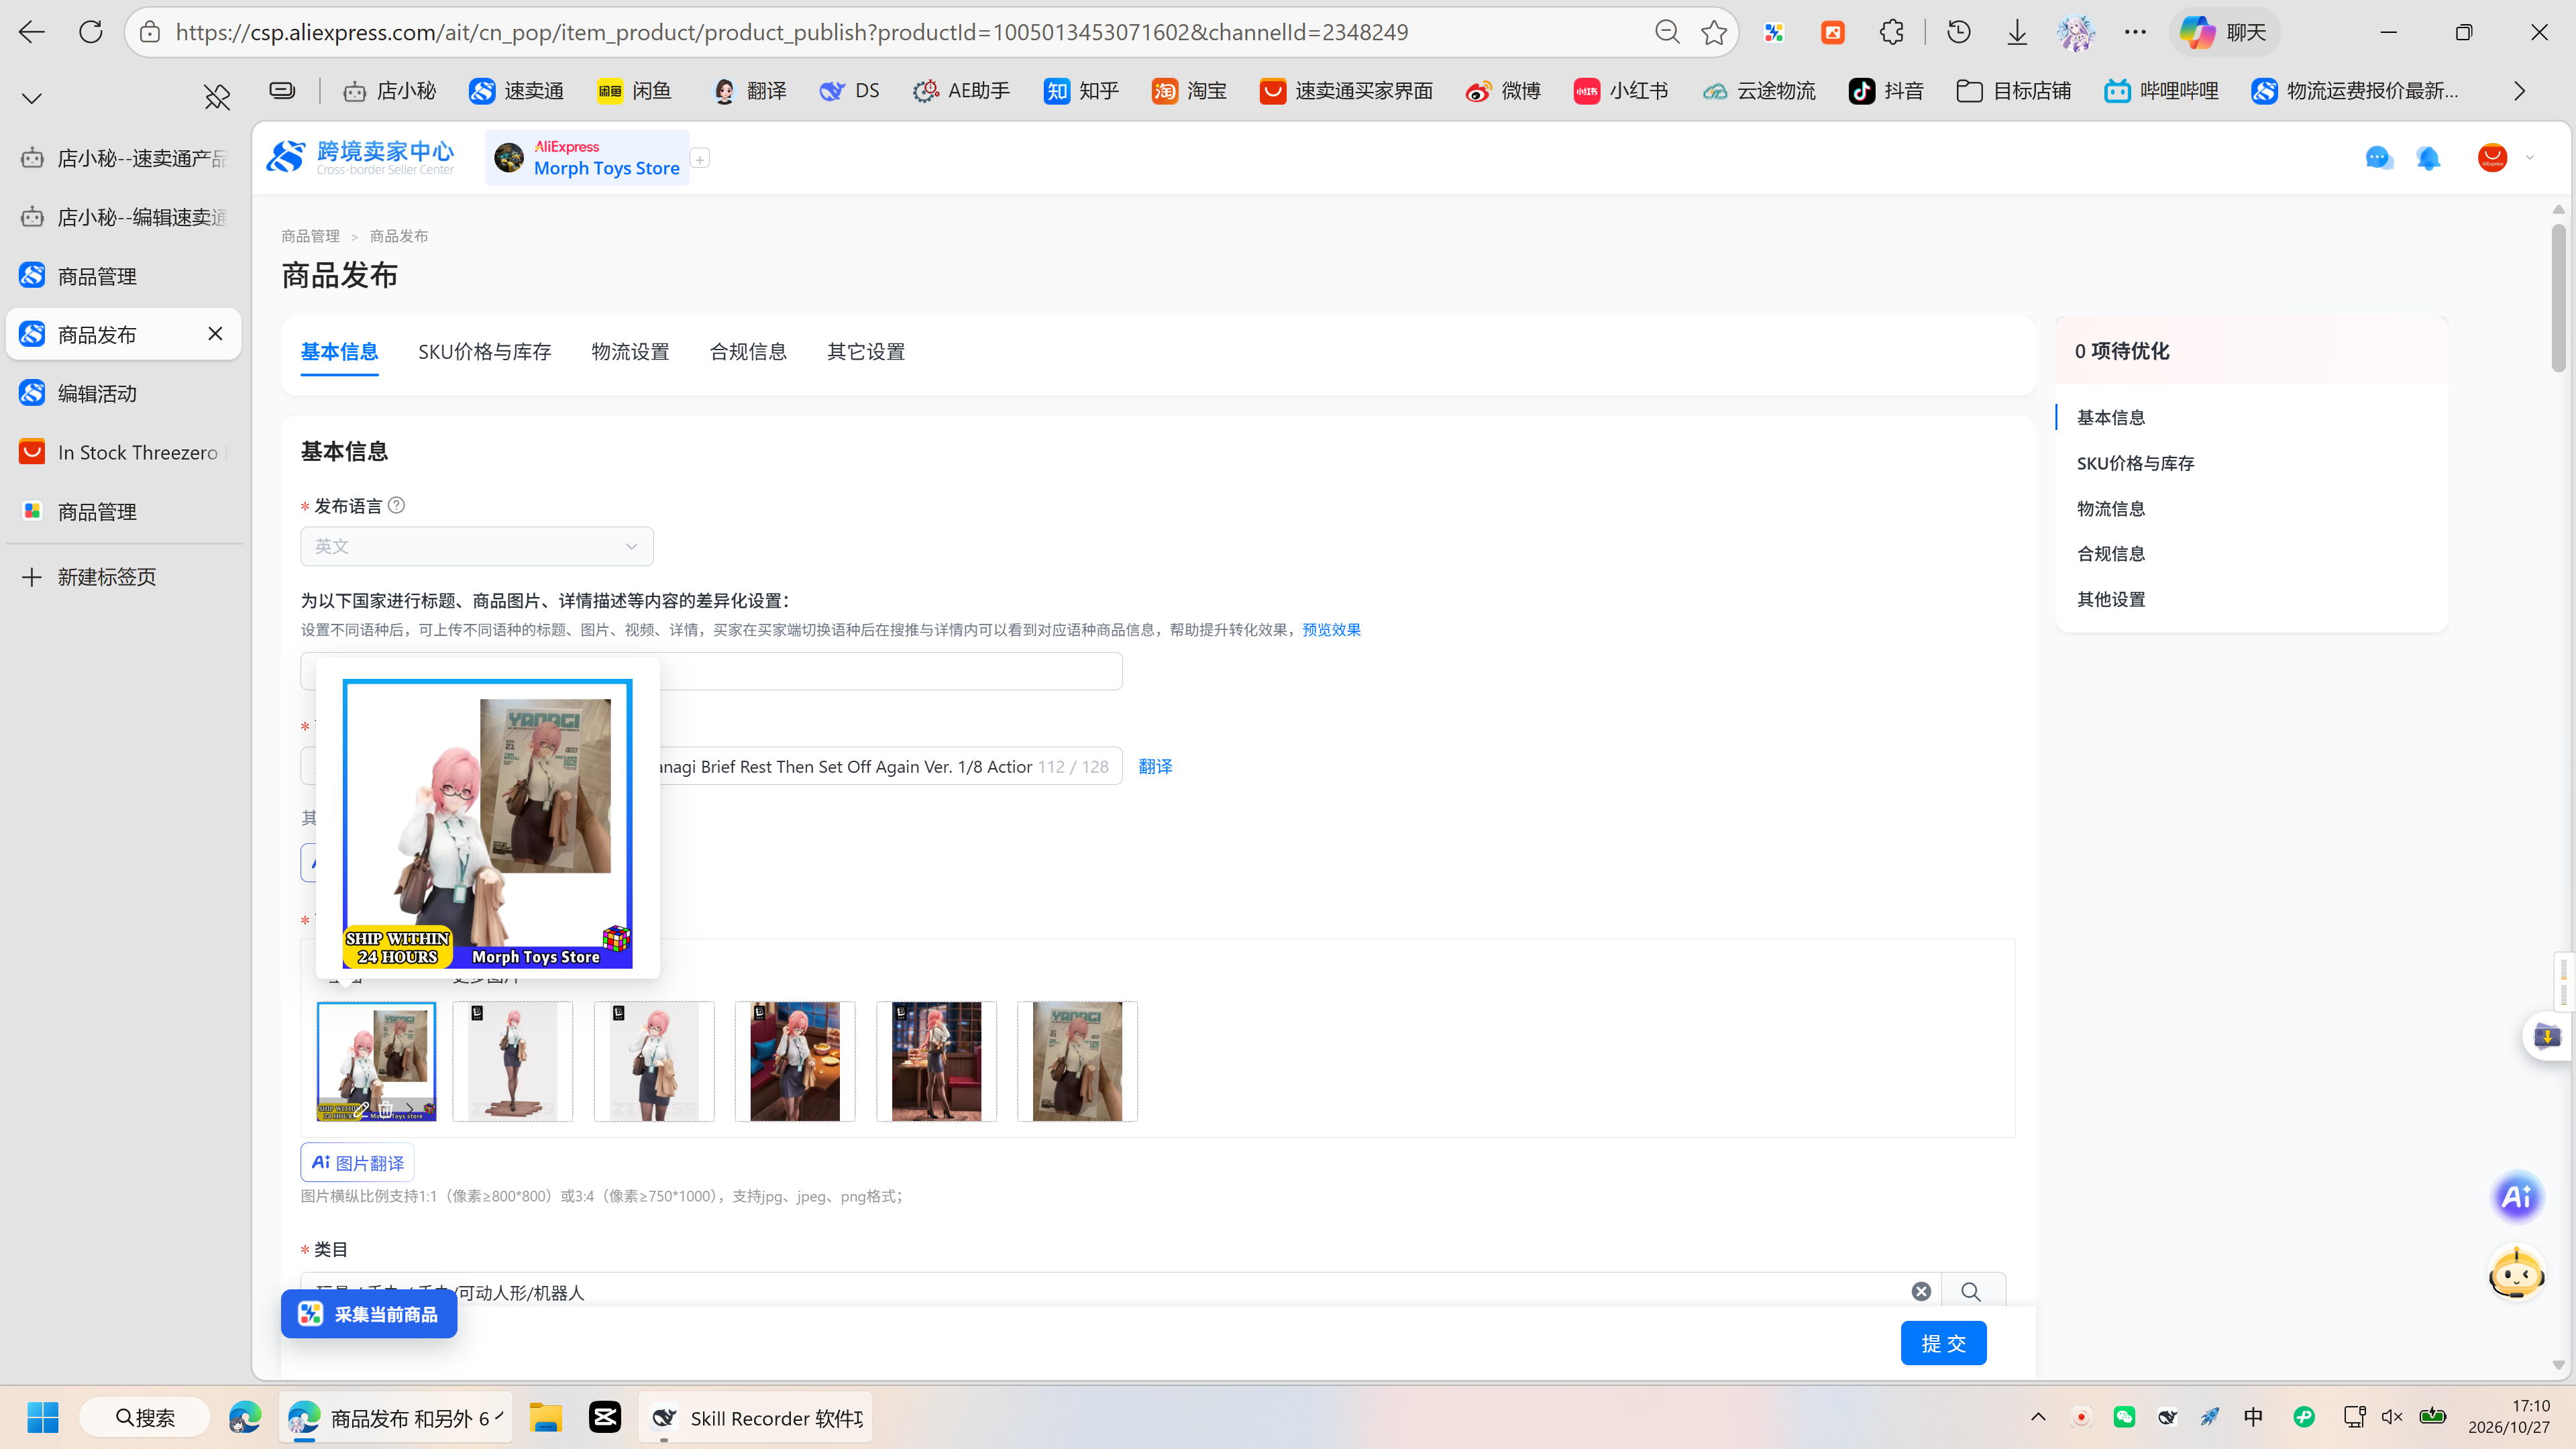 https://csp.aliexpress.com/ait/cn_pop/item_product/product_publish?productId=1005013453071602&channelId=2348249
聊天
店小秘
速卖通
闲鱼
翻译
DS
AE助手
知乎
淘宝
速卖通买家界面
微博
小红书
云途物流
抖音
目标店铺
哔哩哔哩
物流运费报价最新...
店小秘--速卖通产品
店小秘--编辑速卖通
商品管理
商品发布
编辑活动
In Stock Threezero
商品管理
新建标签页
跨境卖家中心
Cross-border Seller Center
AliExpress
Morph Toys Store
商品管理 > 商品发布
商品发布
基本信息
SKU价格与库存
物流设置
合规信息
其它设置
0 项待优化
基本信息
SKU价格与库存
物流信息
合规信息
其他设置
基本信息
* 发布语言
英文
为以下国家进行标题、商品图片、详情描述等内容的差异化设置：
设置不同语种后，可上传不同语种的标题、图片、视频、详情，买家在买家端切换语种后在搜推与详情内可以看到对应语种商品信息，帮助提升转化效果，预览效果
YANAGI
SHIP WITHIN
24 HOURS
Morph Toys Store
anagi Brief Rest Then Set Off Again Ver. 1/8 Action 112 / 128
翻译
其
Ai 图片翻译
图片横纵比例支持1:1（像素≥800*800）或3:4（像素≥750*1000），支持jpg、jpeg、png格式；
* 类目
/可动人形/机器人
采集当前商品
提 交
Ai
搜索
商品发布 和另外 6 个
Skill Recorder 软件项
中
17:10
2026/10/27